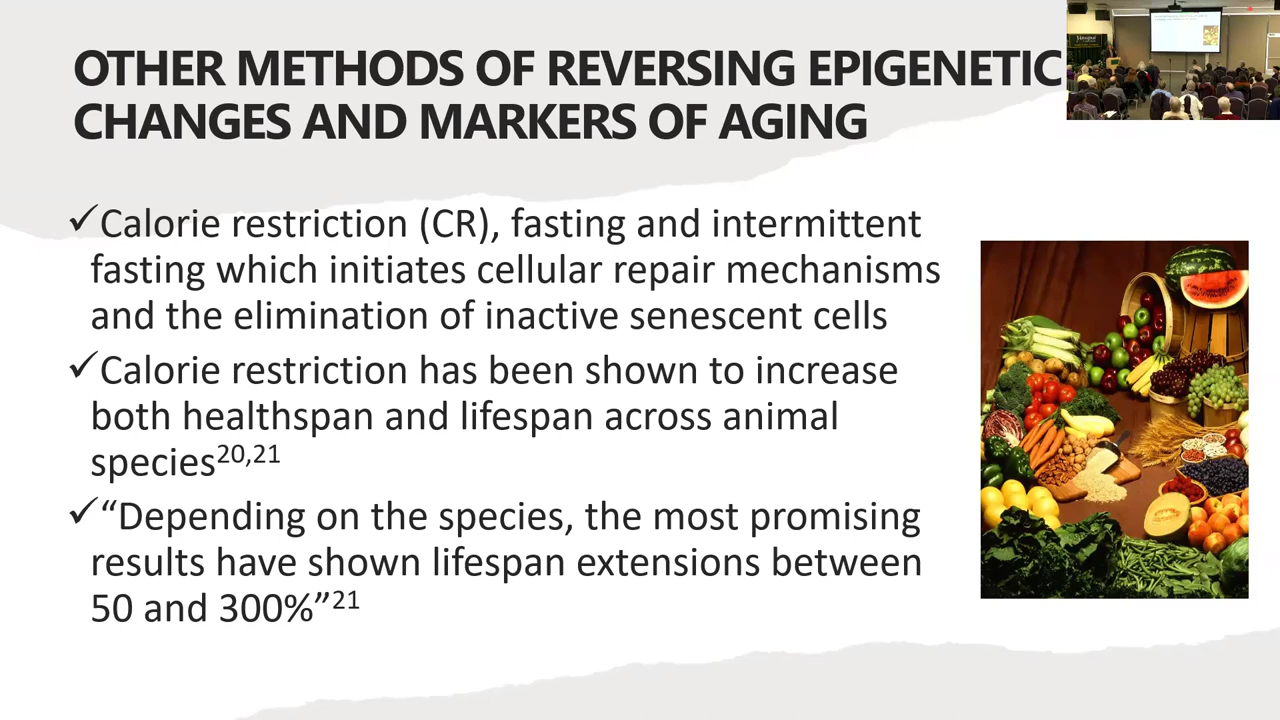 OTHER METHODS OF REVERSING EPIGENETIC
CHANGES AND MARKERS OF AGING
✓Calorie restriction (CR), fasting and intermittent
fasting which initiates cellular repair mechanisms
and the elimination of inactive senescent cells
✓Calorie restriction has been shown to increase
both healthspan and lifespan across animal
species20,21
✓“Depending on the species, the most promising
results have shown lifespan extensions between
50 and 300%”21